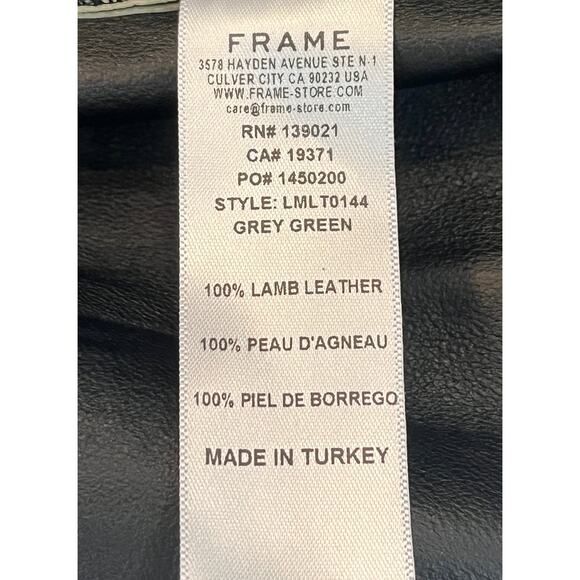 FRAME
3578 HAYDEN AVENUE STE N-1
CULVER CITY CA 90232 USA
WWW.FRAME-STORE.COM
care@frame-store.com
RN# 139021
CA# 19371
PO# 1450200
STYLE: LMLT0144
GREY GREEN
100% LAMB LEATHER
100% PEAU D'AGNEAU
100% PIEL DE BORREGO
MADE IN TURKEY